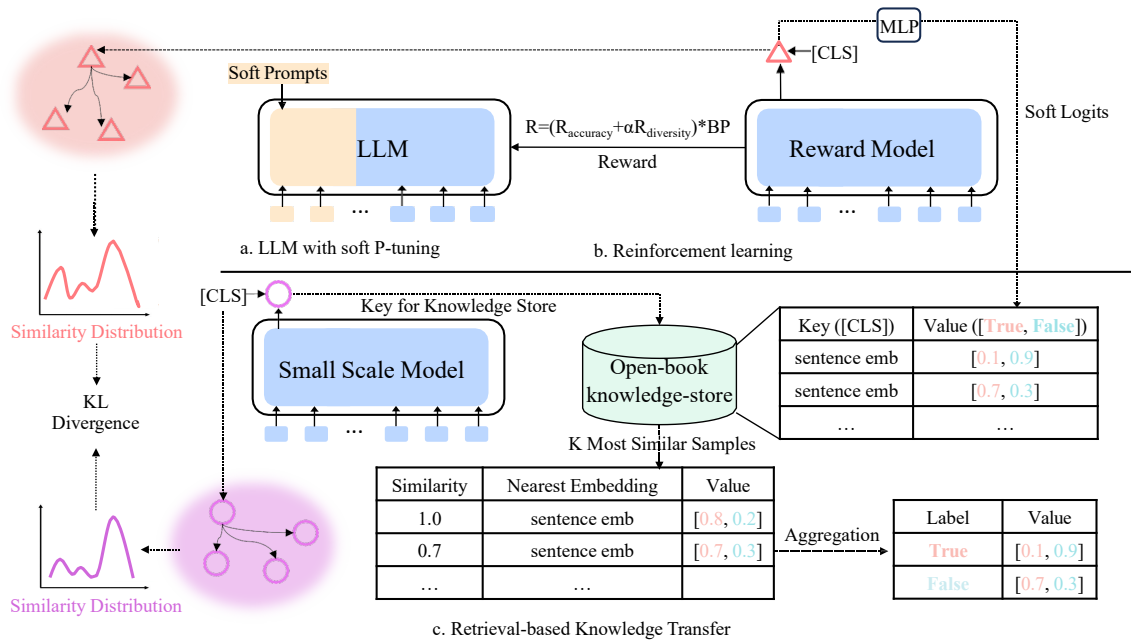 MLP
[CLS]
Soft Prompts
Soft Logits
LLM
R=(R_accuracy+αR_diversity)*BP
Reward
Reward Model
...
...
a. LLM with soft P-tuning
b. Reinforcement learning
[CLS]
Key for Knowledge Store
Similarity Distribution
Small Scale Model
...
Open-book
knowledge-store
Key ([CLS]) Value ([True, False])
sentence emb [0.1, 0.9]
sentence emb [0.7, 0.3]
… …
KL
Divergence
K Most Similar Samples
Similarity Nearest Embedding Value
1.0 sentence emb [0.8, 0.2]
0.7 sentence emb [0.7, 0.3]
… …
Aggregation
Label Value
True [0.1, 0.9]
False [0.7, 0.3]
Similarity Distribution
c. Retrieval-based Knowledge Transfer